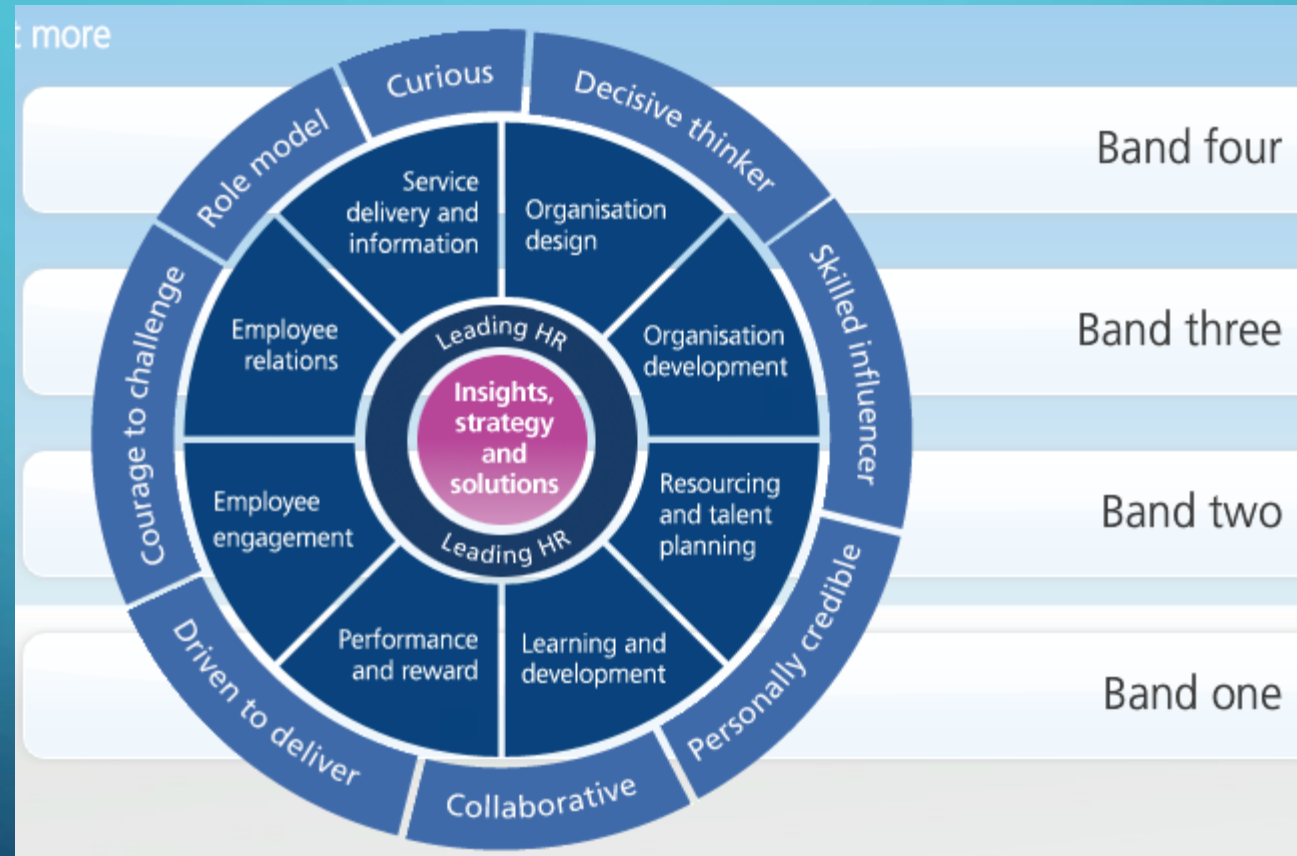 t more
Curious
Decisive thinker
Skilled influencer
Personally credible
Collaborative
Driven to deliver
Courage to challenge
Role model
Service
delivery and
information
Organisation
design
Organisation
development
Resourcing
and talent
planning
Learning and
development
Performance
and reward
Employee
engagement
Employee
relations
Leading HR
Insights,
strategy
and
solutions
Leading HR
Band four
Band three
Band two
Band one